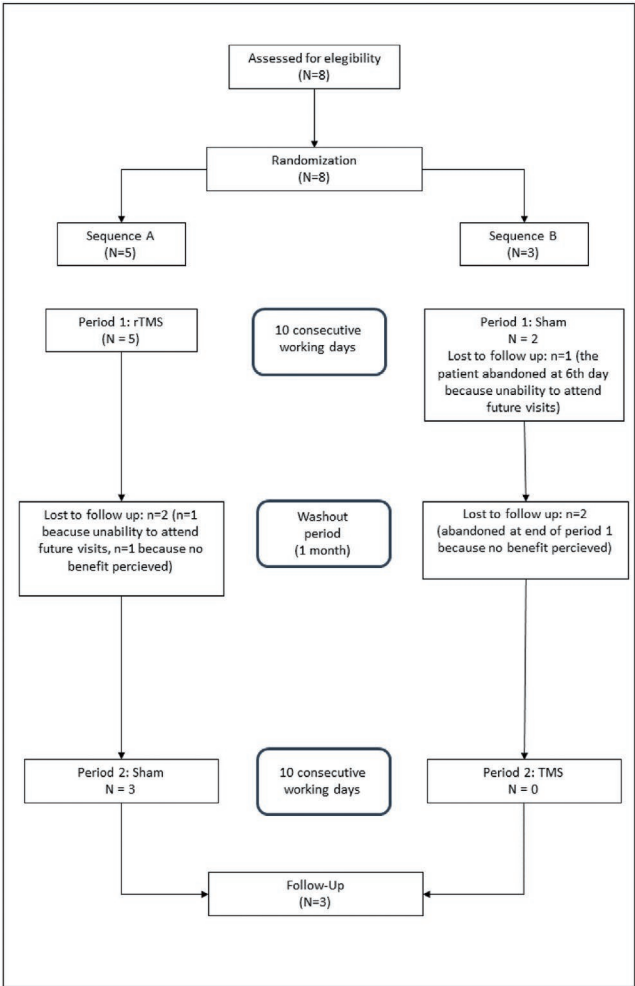 Assessed for elegibility
(N=8)
Randomization
(N=8)
Sequence A
(N=5)
Sequence B
(N=3)
Period 1: rTMS
(N = 5)
10 consecutive
working days
Period 1: Sham
N = 2
Lost to follow up: n=1 (the
patient abandoned at 6th day
because unability to attend
future visits)
Lost to follow up: n=2 (n=1
beacuse unability to attend
future visits, n=1 because no
benefit percieved)
Washout
period
(1 month)
Lost to follow up: n=2
(abandoned at end of period 1
because no benefit percieved)
Period 2: Sham
N = 3
10 consecutive
working days
Period 2: TMS
N = 0
Follow-Up
(N=3)